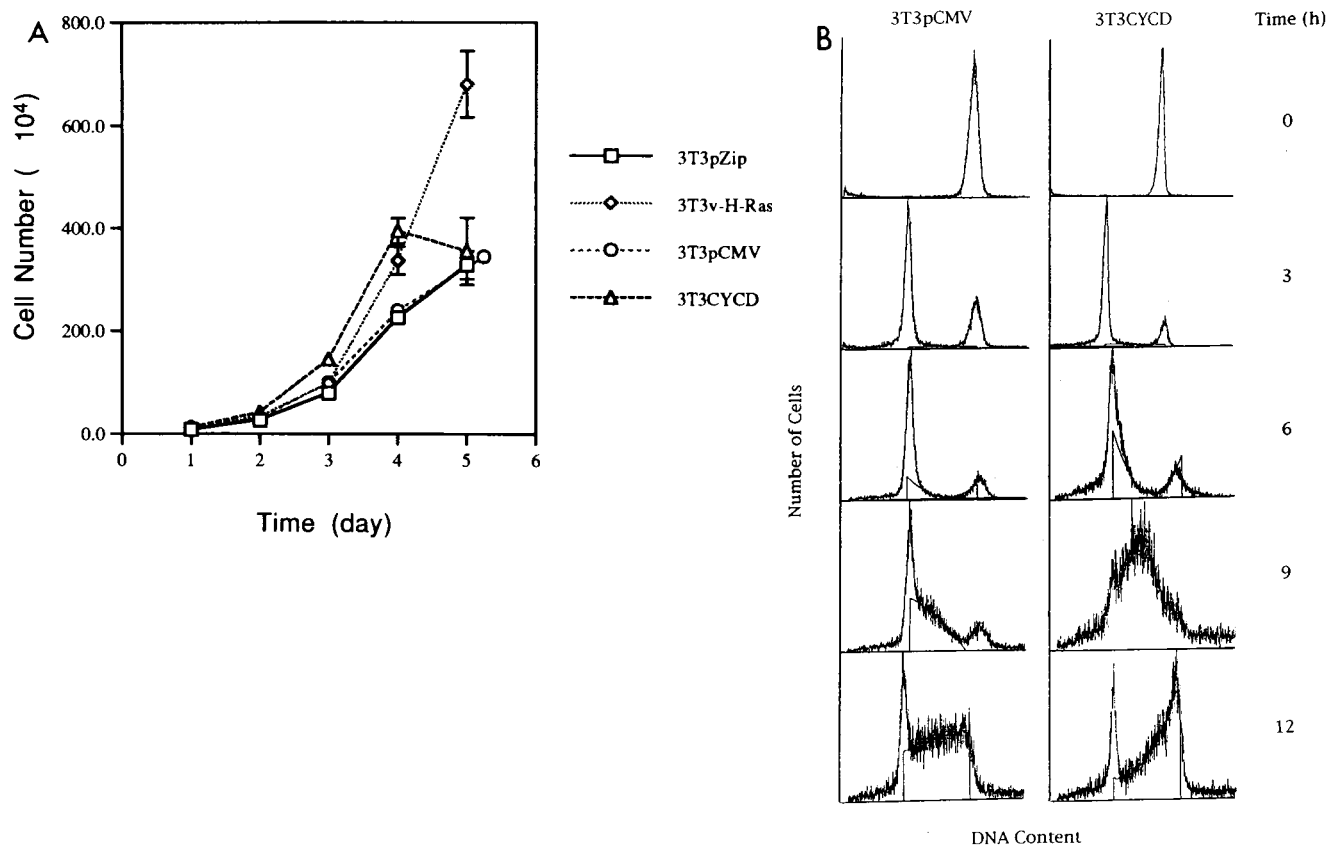 A
800.0
600.0
400.0
200.0
0.0
Cell Number ( 10⁴)
0 1 2 3 4 5 6
Time (day)
3T3pZip
3T3v-H-Ras
3T3pCMV
3T3CYCD
B
3T3pCMV 3T3CYCD Time (h)
0
3
6
9
12
Number of Cells
DNA Content